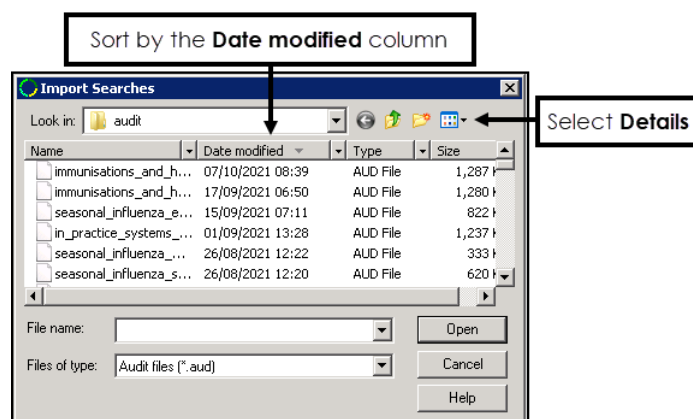 Sort by the Date modified column
Import Searches
Look in: audit
Select Details
Name Date modified Type Size
immunisations_and_h... 07/10/2021 08:39 AUD File 1,287
immunisations_and_h... 17/09/2021 06:50 AUD File 1,280
seasonal_influenza_e... 15/09/2021 07:11 AUD File 822
in_practice_systems_... 01/09/2021 13:28 AUD File 1,237
seasonal_influenza_... 26/08/2021 12:22 AUD File 333
seasonal_influenza_s... 26/08/2021 12:20 AUD File 620
File name: Open
Files of type: Audit files (*.aud) Cancel
Help